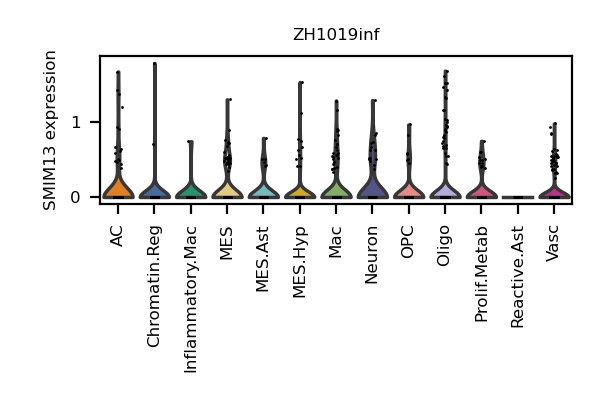 ZH1019inf
SMIM13 expression
1
0
AC
Chromatin.Reg
Inflammatory.Mac
MES
MES.Ast
MES.Hyp
Mac
Neuron
OPC
Oligo
Prolif.Metab
Reactive.Ast
Vasc